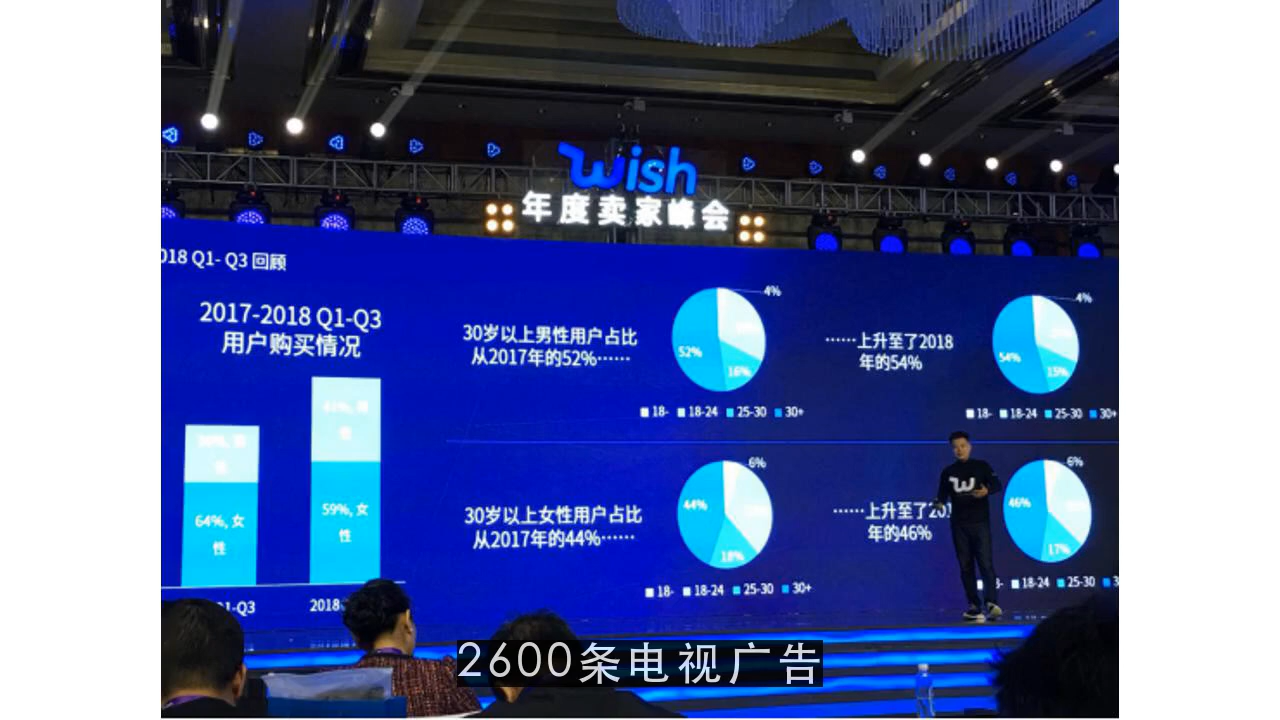 wish
年度卖家峰会
018 Q1- Q3 回顾
2017-2018 Q1-Q3
用户购买情况
64%, 女
性
59%, 女
性
1-Q3
2018
30岁以上男性用户占比
从2017年的52%……
4%
52%
16%
18- 18-24 25-30 30+
……上升至了2018
年的54%
4%
54%
15%
18- 18-24 25-30 30+
30岁以上女性用户占比
从2017年的44%……
6%
44%
18%
18- 18-24 25-30 30+
……上升至了201
年的46%
6%
46%
17%
18-24 25-30
w
2600条电视广告